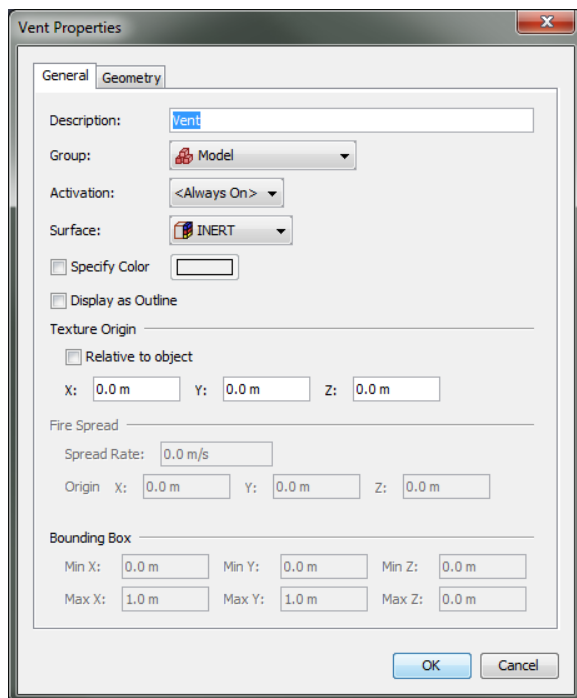 Vent Properties
General Geometry
Description: Vent
Group: Model
Activation: <Always On>
Surface: INERT
Specify Color
Display as Outline
Texture Origin
Relative to object
X: 0.0 m Y: 0.0 m Z: 0.0 m
Fire Spread
Spread Rate: 0.0 m/s
Origin X: 0.0 m Y: 0.0 m Z: 0.0 m
Bounding Box
Min X: 0.0 m Min Y: 0.0 m Min Z: 0.0 m
Max X: 1.0 m Max Y: 1.0 m Max Z: 0.0 m
OK Cancel